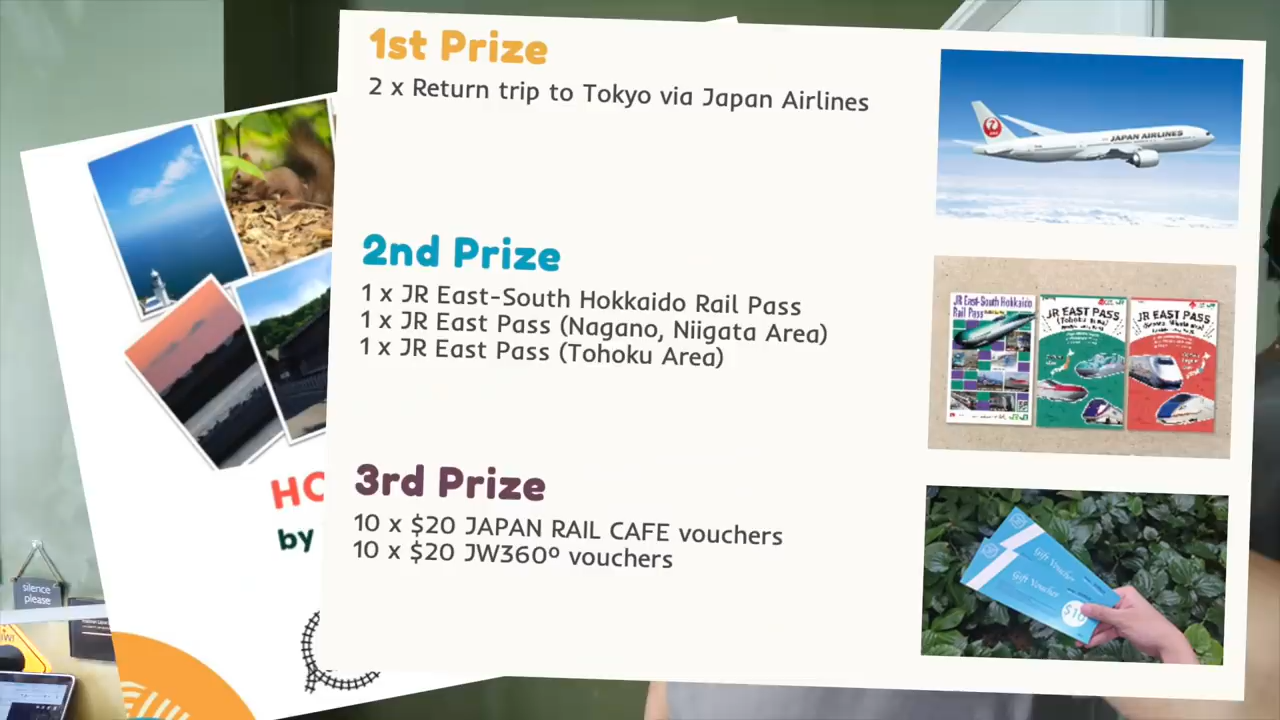 1st Prize
2 x Return trip to Tokyo via Japan Airlines
JAPAN AIRLINES
2nd Prize
1 x JR East-South Hokkaido Rail Pass
1 x JR East Pass (Nagano, Niigata Area)
1 x JR East Pass (Tohoku Area)
JR East-South Hokkaido
Rail Pass
JR EAST PASS
JR EAST PASS
3rd Prize
10 x $20 JAPAN RAIL CAFE vouchers
10 x $20 JW360º vouchers
Gift Voucher
Gift Voucher
by
silence
please